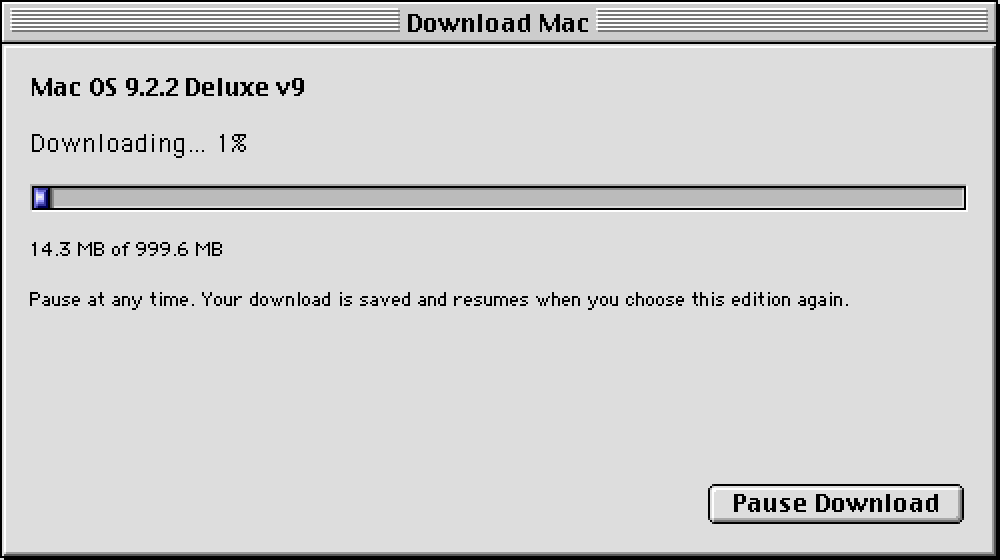 Download Mac
Mac OS 9.2.2 Deluxe v9
Downloading... 1%
14.3 MB of 999.6 MB
Pause at any time. Your download is saved and resumes when you choose this edition again.
Pause Download